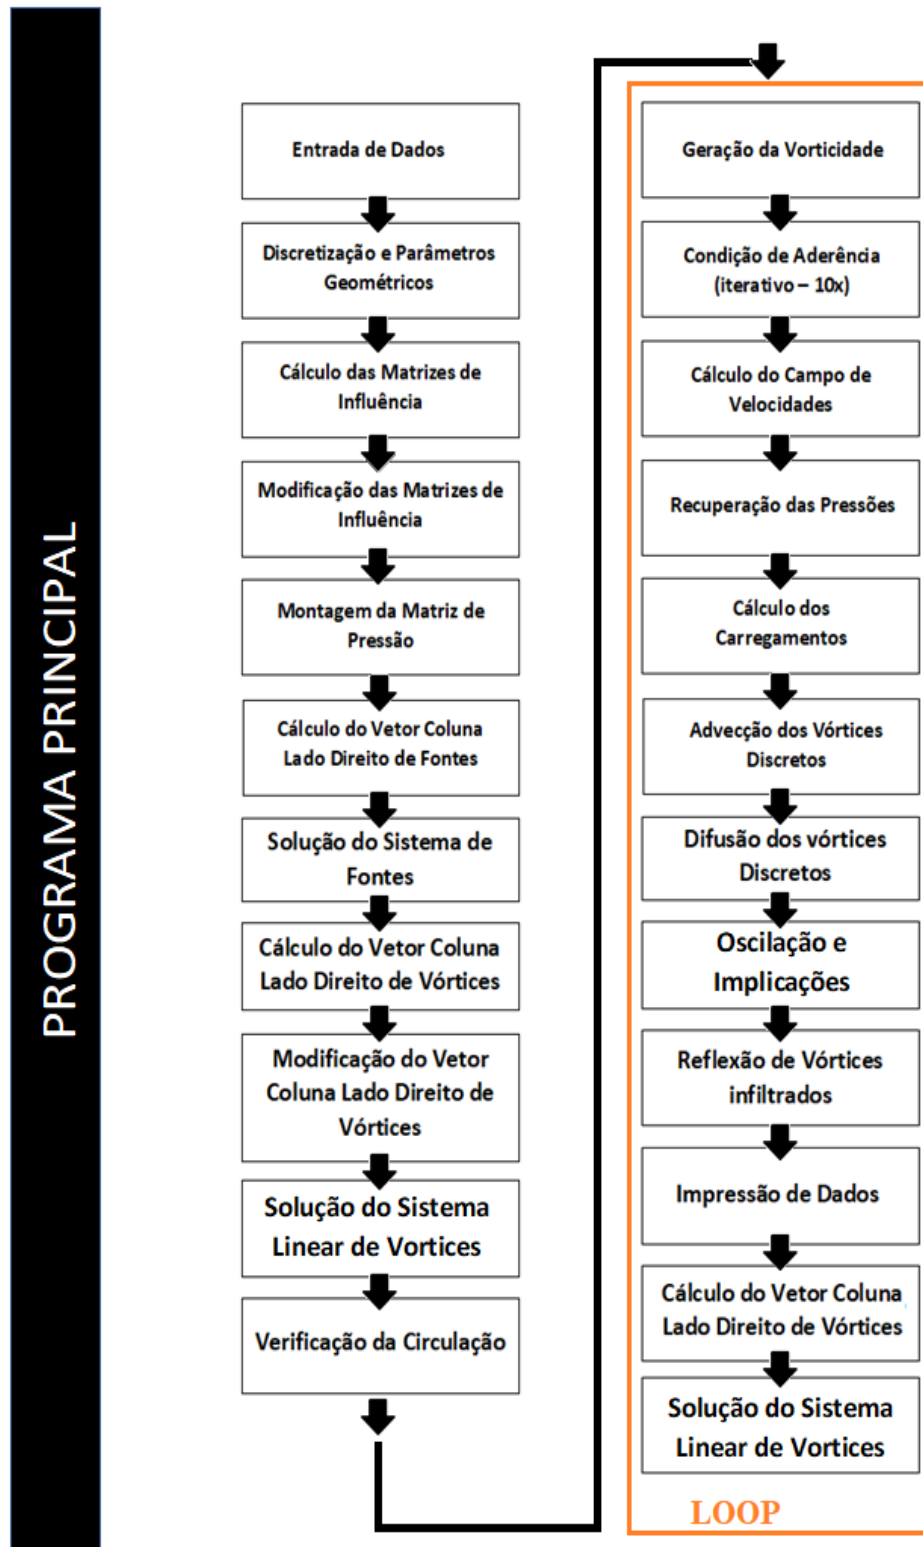 PROGRAMA PRINCIPAL
Entrada de Dados
Discretização e Parâmetros
Geométricos
Cálculo das Matrizes de
Influência
Modificação das Matrizes de
Influência
Montagem da Matriz de
Pressão
Cálculo do Vetor Coluna
Lado Direito de Fontes
Solução do Sistema de
Fontes
Cálculo do Vetor Coluna
Lado Direito de Vórtices
Modificação do Vetor
Coluna Lado Direito de
Vórtices
Solução do Sistema
Linear de Vortices
Verificação da Circulação
Geração da Vorticidade
Condição de Aderência
(iterativo – 10x)
Cálculo do Campo de
Velocidades
Recuperação das Pressões
Cálculo dos
Carregamentos
Advecção dos Vórtices
Discretos
Difusão dos vórtices
Discretos
Oscilação e
Implicações
Reflexão de Vórtices
infiltrados
Impressão de Dados
Cálculo do Vetor Coluna
Lado Direito de Vórtices
Solução do Sistema
Linear de Vortices
LOOP